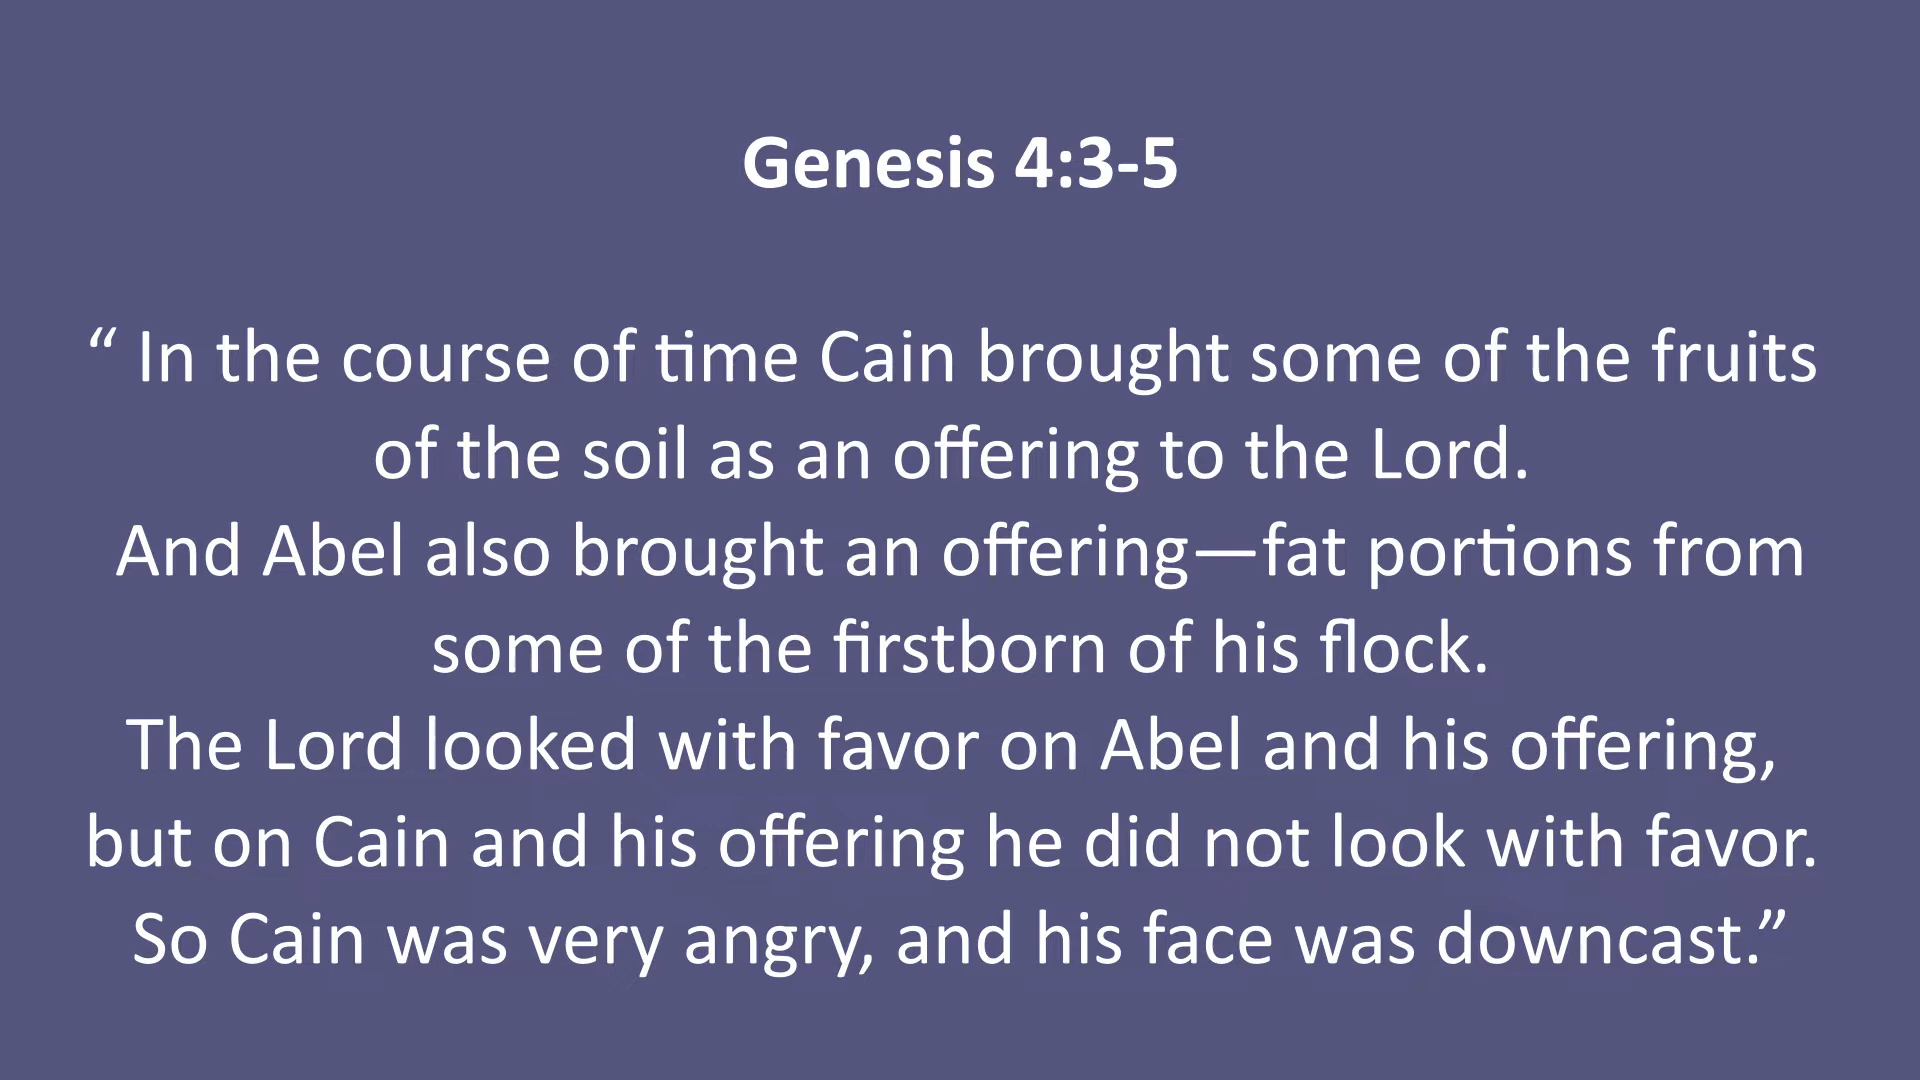 Genesis 4:3-5
“ In the course of time Cain brought some of the fruits
of the soil as an offering to the Lord.
And Abel also brought an offering—fat portions from
some of the firstborn of his flock.
The Lord looked with favor on Abel and his offering,
but on Cain and his offering he did not look with favor.
So Cain was very angry, and his face was downcast.”